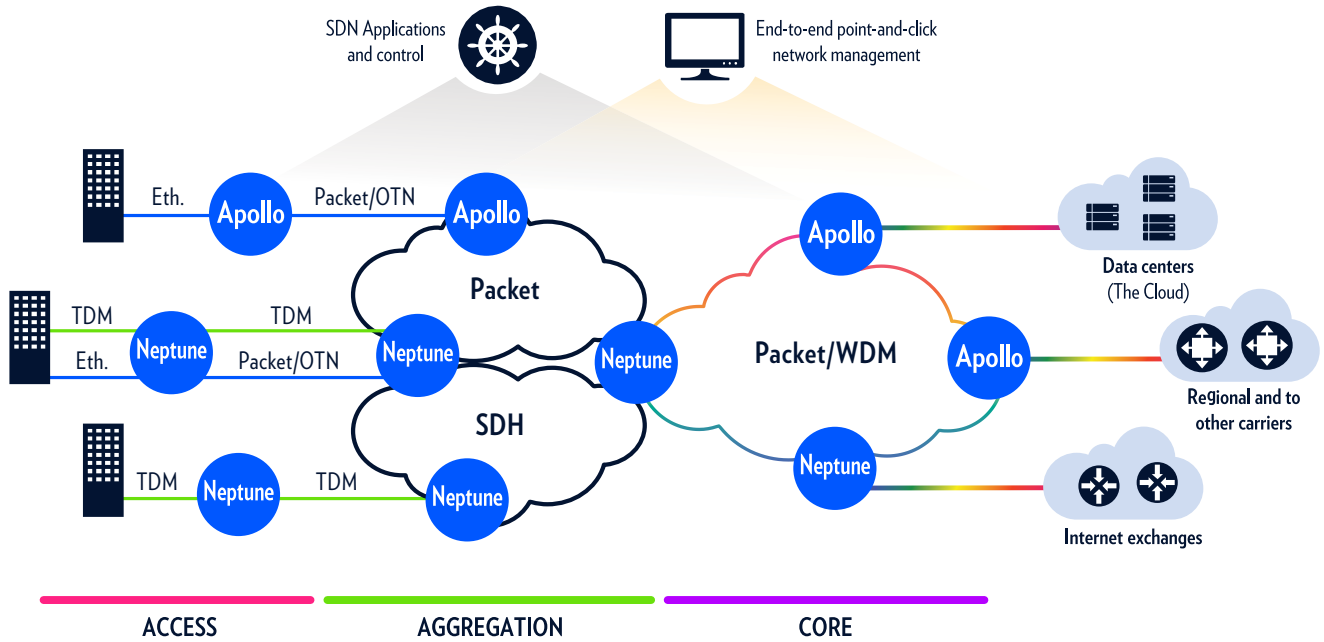 SDN Applications
and control
End-to-end point-and-click
network management
Eth.
Apollo
Packet/OTN
Apollo
Packet
TDM
TDM
Neptune
Neptune
Eth.
Packet/OTN
Neptune
SDH
TDM
Neptune
TDM
Neptune
Apollo
Packet/WDM
Apollo
Neptune
Data centers
(The Cloud)
Regional and to
other carriers
Internet exchanges
ACCESS
AGGREGATION
CORE